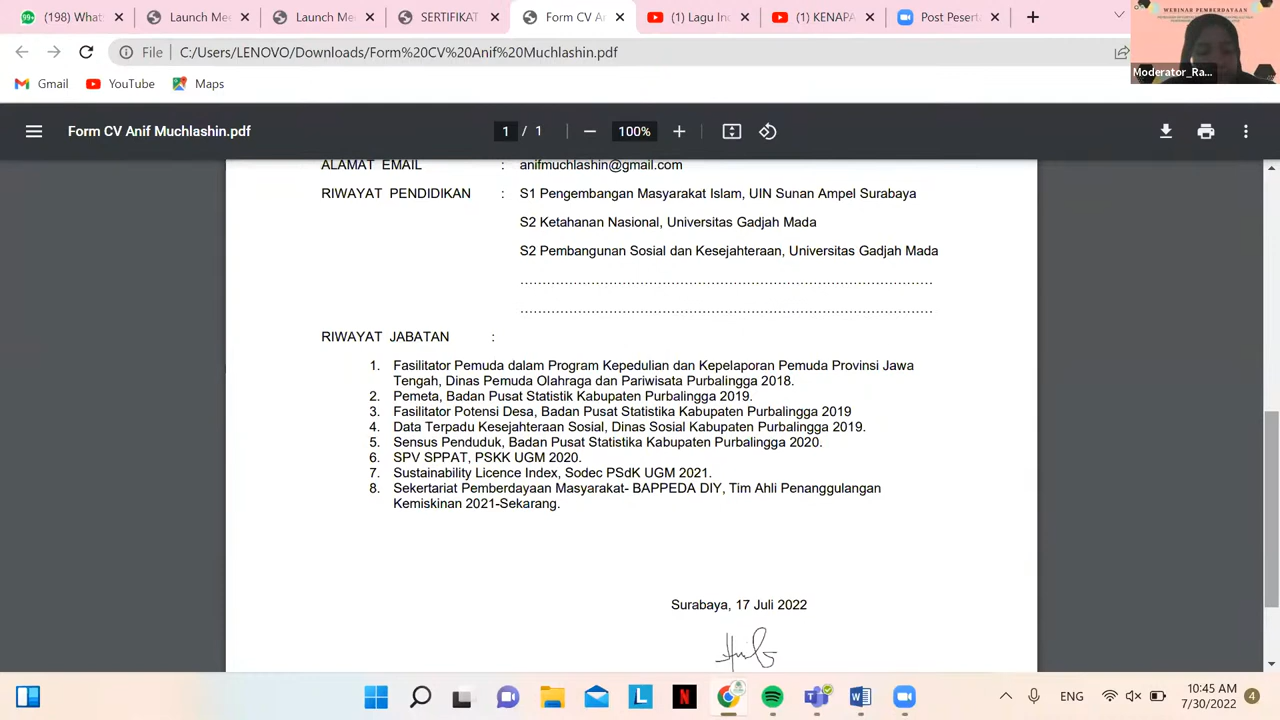 (198) What
Launch Mee
Launch Mee
SERTIFIKAT
Form CV An
(1) Lagu Ind
(1) KENAPA
Post Pesert
File
C:/Users/LENOVO/Downloads/Form%20CV%20Anif%20Muchlashin.pdf
WEBINAR PEMBERDAYAAN
Moderator_Ra...
Gmail
YouTube
Maps
Form CV Anif Muchlashin.pdf
1 / 1
100%
ALAMAT EMAIL : anifmuchlashin@gmail.com
RIWAYAT PENDIDIKAN : S1 Pengembangan Masyarakat Islam, UIN Sunan Ampel Surabaya
S2 Ketahanan Nasional, Universitas Gadjah Mada
S2 Pembangunan Sosial dan Kesejahteraan, Universitas Gadjah Mada
............................................................................................
............................................................................................
RIWAYAT JABATAN :
1. Fasilitator Pemuda dalam Program Kepedulian dan Kepelaporan Pemuda Provinsi Jawa
Tengah, Dinas Pemuda Olahraga dan Pariwisata Purbalingga 2018.
2. Pemeta, Badan Pusat Statistik Kabupaten Purbalingga 2019.
3. Fasilitator Potensi Desa, Badan Pusat Statistika Kabupaten Purbalingga 2019
4. Data Terpadu Kesejahteraan Sosial, Dinas Sosial Kabupaten Purbalingga 2019.
5. Sensus Penduduk, Badan Pusat Statistika Kabupaten Purbalingga 2020.
6. SPV SPPAT, PSKK UGM 2020.
7. Sustainability Licence Index, Sodec PSdK UGM 2021.
8. Sekertariat Pemberdayaan Masyarakat- BAPPEDA DIY, Tim Ahli Penanggulangan
Kemiskinan 2021-Sekarang.
Surabaya, 17 Juli 2022
ENG
10:45 AM
7/30/2022
4